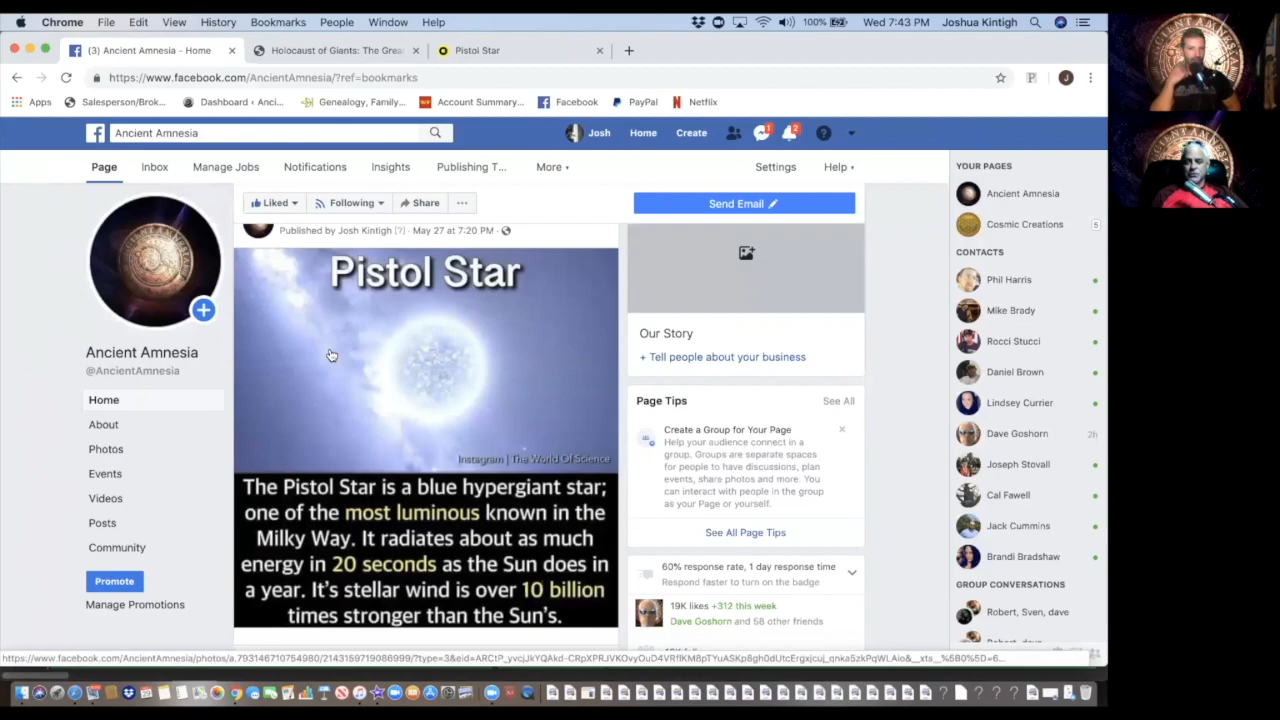 Chrome File Edit View History Bookmarks People Window Help 100% Wed 7:43 PM Joshua Kintigh
(3) Ancient Amnesia - Home Holocaust of Giants: The Grea Pistol Star
https://www.facebook.com/AncientAmnesia/?ref=bookmarks
Apps Salesperson/Brok... Dashboard ‹ Anci... Genealogy, Family... Account Summary... Facebook PayPal Netflix
Ancient Amnesia Josh Home Create 1 2
Page Inbox Manage Jobs Notifications Insights Publishing T... More Settings Help
Liked Following Share ... Send Email
Published by Josh Kintigh [?] · May 27 at 7:20 PM ·
Pistol Star
Instagram | The World Of Science
The Pistol Star is a blue hypergiant star;
one of the most luminous known in the
Milky Way. It radiates about as much
energy in 20 seconds as the Sun does in
a year. It's stellar wind is over 10 billion
times stronger than the Sun's.
Ancient Amnesia
@AncientAmnesia
Home
About
Photos
Events
Videos
Posts
Community
Promote
Manage Promotions
Our Story
+ Tell people about your business
Page Tips See All
Create a Group for Your Page
Help your audience connect in a
group. Groups are separate spaces
for people to have discussions, plan
events, share photos and more. You
can interact with people in the group
as your Page or yourself.
See All Page Tips
60% response rate, 1 day response time
Respond faster to turn on the badge
19K likes +312 this week
Dave Goshorn and 58 other friends
YOUR PAGES
Ancient Amnesia
Cosmic Creations 5
CONTACTS
Phil Harris
Mike Brady
Rocci Stucci
Daniel Brown
Lindsey Currier
Dave Goshorn 2h
Joseph Stovall
Cal Fawell
Jack Cummins
Brandi Bradshaw
GROUP CONVERSATIONS
Robert, Sven, dave